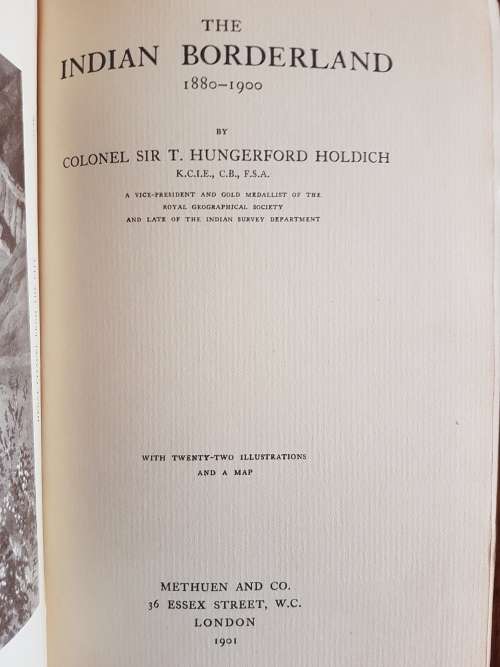 THE
INDIAN BORDERLAND
1880–1900
BY
COLONEL SIR T. HUNGERFORD HOLDICH
K.C.I.E., C.B., F.S.A.
A VICE-PRESIDENT AND GOLD MEDALLIST OF THE
ROYAL GEOGRAPHICAL SOCIETY
AND LATE OF THE INDIAN SURVEY DEPARTMENT
WITH TWENTY-TWO ILLUSTRATIONS
AND A MAP
METHUEN AND CO.
36 ESSEX STREET, W.C.
LONDON
1901